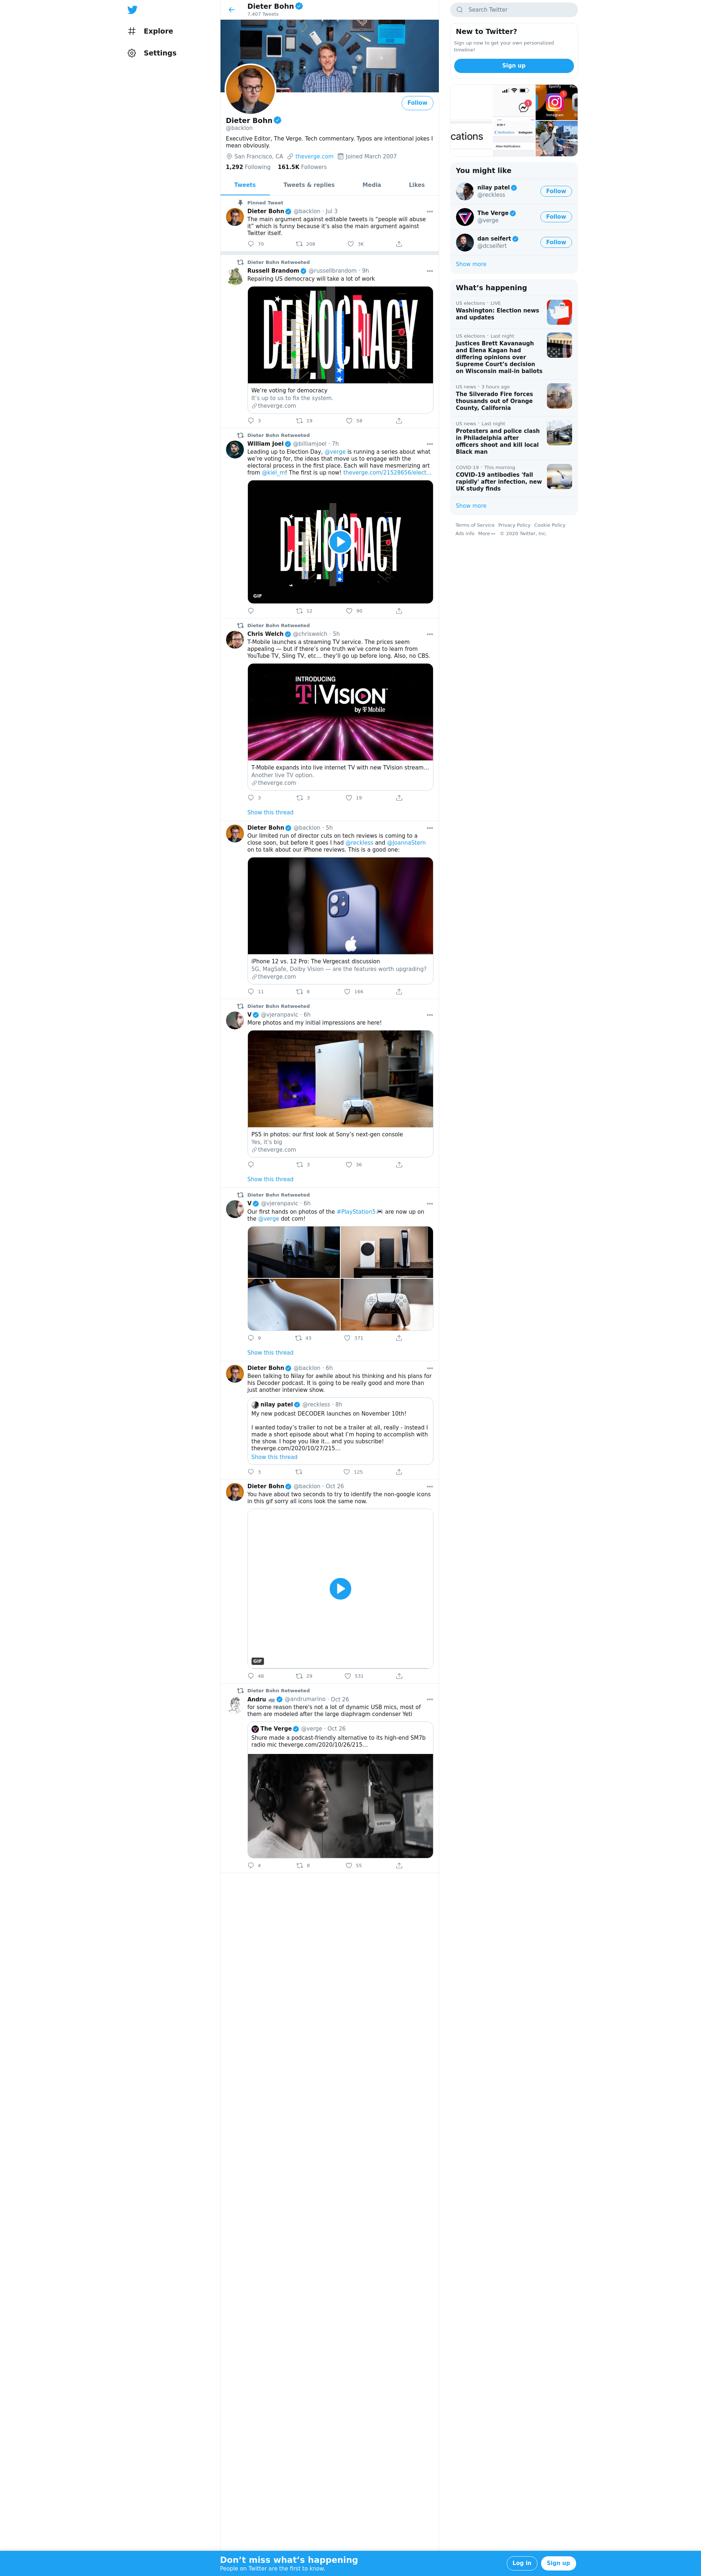 Explore
Settings
Dieter Bohn
7,407 Tweets
Follow
Dieter Bohn
@backlon
Executive Editor, The Verge. Tech commentary. Typos are intentional jokes I
mean obviously.
San Francisco, CA theverge.com Joined March 2007
1,292 Following 161.5K Followers
Tweets Tweets & replies Media Likes
Pinned Tweet
Dieter Bohn @backlon · Jul 3
The main argument against editable tweets is “people will abuse
it” which is funny because it’s also the main argument against
Twitter itself.
70 208 3K
Dieter Bohn Retweeted
Russell Brandom @russellbrandom · 9h
Repairing US democracy will take a lot of work
DEMOCRACY
We’re voting for democracy
It’s up to us to fix the system.
theverge.com
3 19 58
Dieter Bohn Retweeted
William Joel @billiamjoel · 7h
Leading up to Election Day, @verge is running a series about what
we’re voting for, the ideas that move us to engage with the
electoral process in the first place. Each will have mesmerizing art
from @kiel_mf The first is up now! theverge.com/21528656/elect…
DEMOCRACY
GIF
12 90
Dieter Bohn Retweeted
Chris Welch @chriswelch · 5h
T-Mobile launches a streaming TV service. The prices seem
appealing — but if there’s one truth we’ve come to learn from
YouTube TV, Sling TV, etc... they’ll go up before long. Also, no CBS.
INTRODUCING
T VISION
by T Mobile
T-Mobile expands into live internet TV with new TVision stream…
Another live TV option.
theverge.com
3 3 19
Show this thread
Dieter Bohn @backlon · 5h
Our limited run of director cuts on tech reviews is coming to a
close soon, but before it goes I had @reckless and @JoannaStern
on to talk about our iPhone reviews. This is a good one:
iPhone 12 vs. 12 Pro: The Vergecast discussion
5G, MagSafe, Dolby Vision — are the features worth upgrading?
theverge.com
11 6 166
Dieter Bohn Retweeted
V @vjeranpavic · 6h
More photos and my initial impressions are here!
PS5 in photos: our first look at Sony’s next-gen console
Yes, it’s big
theverge.com
3 36
Show this thread
Dieter Bohn Retweeted
V @vjeranpavic · 6h
Our first hands on photos of the #PlayStation5 are now up on
the @verge dot com!
9 43 371
Show this thread
Dieter Bohn @backlon · 6h
Been talking to Nilay for awhile about his thinking and his plans for
his Decoder podcast. It is going to be really good and more than
just another interview show.
nilay patel @reckless · 8h
My new podcast DECODER launches on November 10th!
I wanted today’s trailer to not be a trailer at all, really - instead I
made a short episode about what I’m hoping to accomplish with
the show. I hope you like it... and you subscribe!
theverge.com/2020/10/27/215…
Show this thread
3 125
Dieter Bohn @backlon · Oct 26
You have about two seconds to try to identify the non-google icons
in this gif sorry all icons look the same now.
GIF
48 29 531
Dieter Bohn Retweeted
Andru @andrumarino · Oct 26
for some reason there's not a lot of dynamic USB mics, most of
them are modeled after the large diaphragm condenser Yeti
The Verge @verge · Oct 26
Shure made a podcast-friendly alternative to its high-end SM7b
radio mic theverge.com/2020/10/26/215…
4 8 55
Search Twitter
New to Twitter?
Sign up now to get your own personalized
timeline!
Sign up
cations
You might like
nilay patel
@reckless
Follow
The Verge
@verge
Follow
dan seifert
@dcseifert
Follow
Show more
What’s happening
US elections · LIVE
Washington: Election news
and updates
US elections · Last night
Justices Brett Kavanaugh
and Elena Kagan had
differing opinions over
Supreme Court’s decision
on Wisconsin mail-in ballots
US news · 3 hours ago
The Silverado Fire forces
thousands out of Orange
County, California
US news · Last night
Protesters and police clash
in Philadelphia after
officers shoot and kill local
Black man
COVID-19 · This morning
COVID-19 antibodies 'fall
rapidly' after infection, new
UK study finds
Show more
Terms of Service Privacy Policy Cookie Policy
Ads info More © 2020 Twitter, Inc.
Don’t miss what’s happening
People on Twitter are the first to know.
Log in Sign up